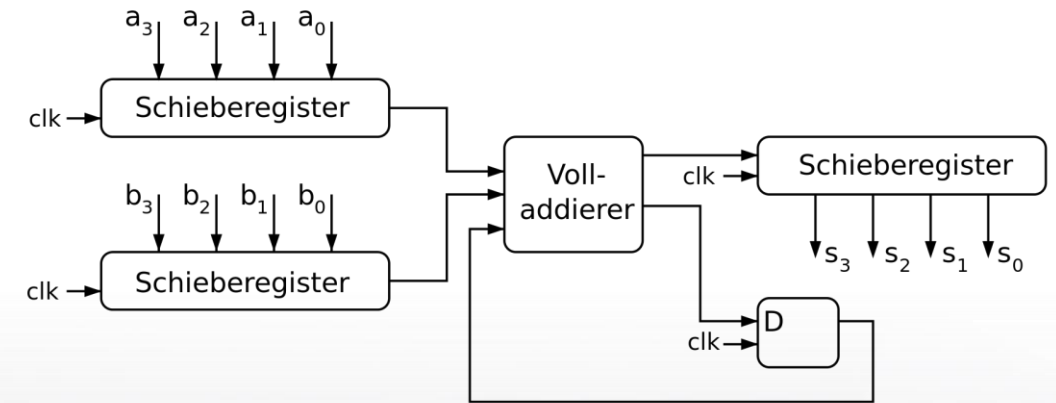 a₃ a₂ a₁ a₀
clk
Schieberegister
b₃ b₂ b₁ b₀
clk
Schieberegister
Voll-
addierer
clk
Schieberegister
s₃ s₂ s₁ s₀
D
clk